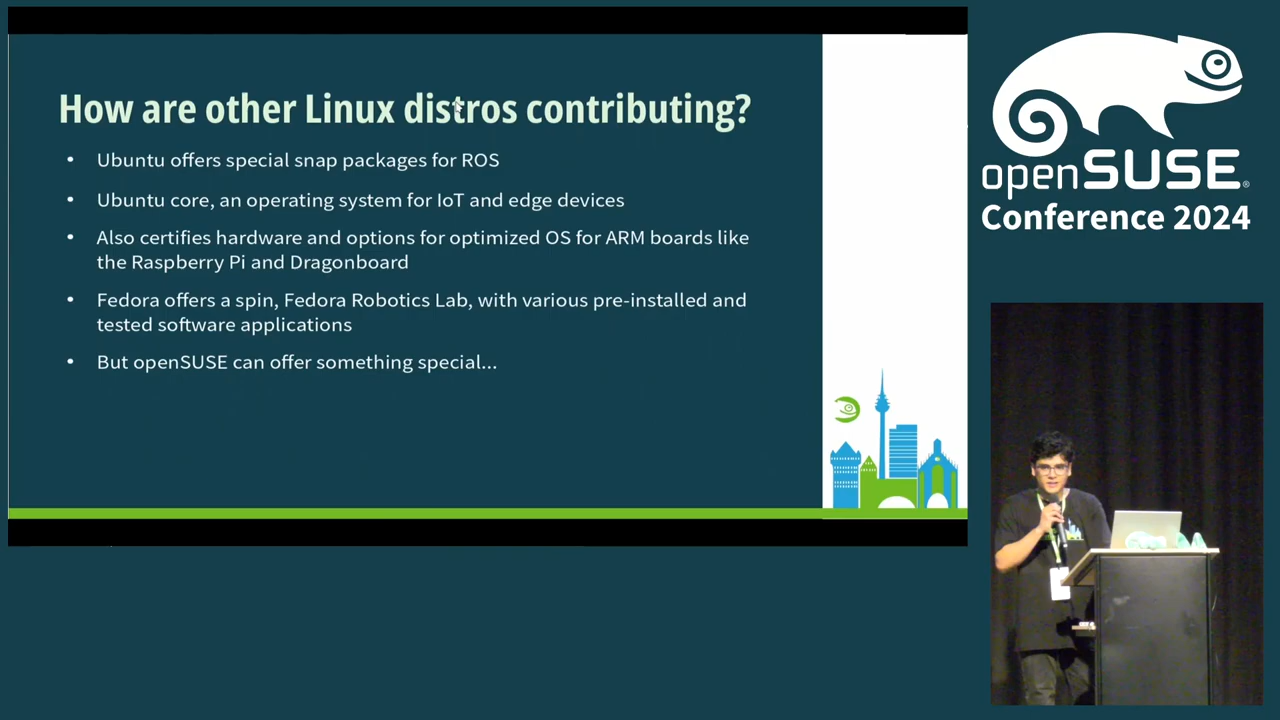 How are other Linux distros contributing?
• Ubuntu offers special snap packages for ROS
• Ubuntu core, an operating system for IoT and edge devices
• Also certifies hardware and options for optimized OS for ARM boards like
the Raspberry Pi and Dragonboard
• Fedora offers a spin, Fedora Robotics Lab, with various pre-installed and
tested software applications
• But openSUSE can offer something special...
openSUSE®
Conference 2024